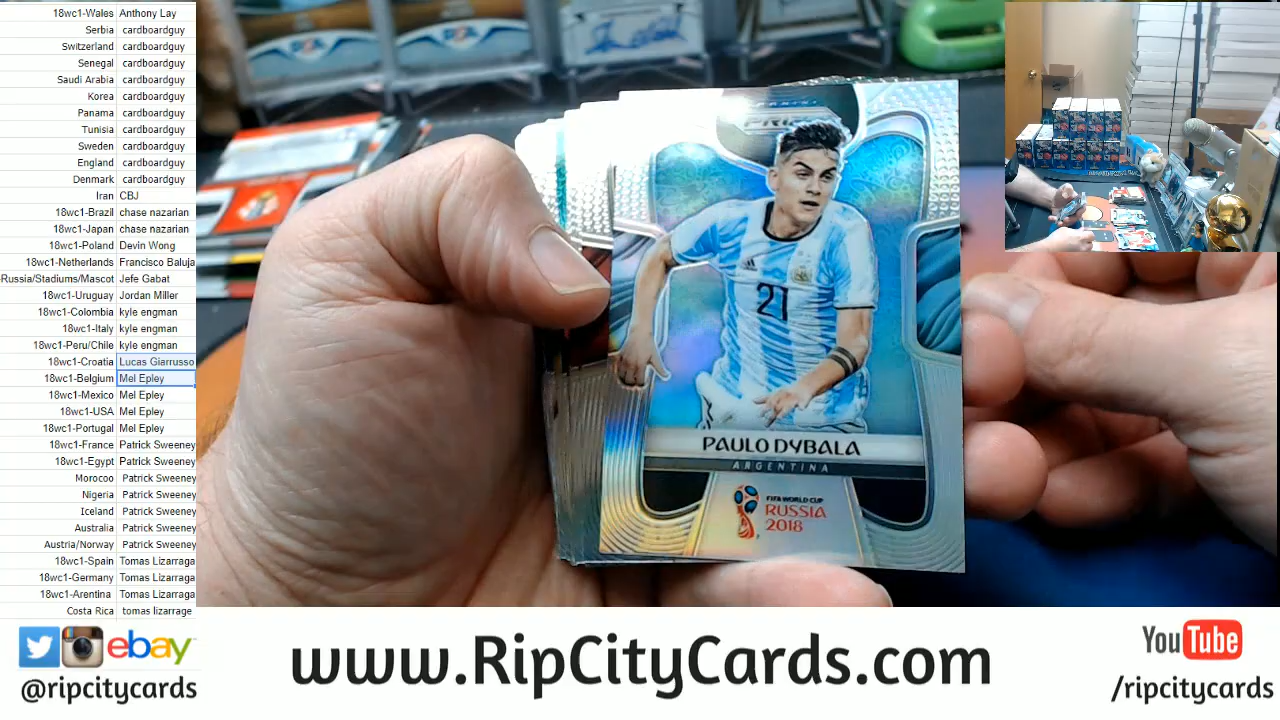 18wc1-Wales Anthony Lay
Serbia cardboardguy
Switzerland cardboardguy
Senegal cardboardguy
Saudi Arabia cardboardguy
Korea cardboardguy
Panama cardboardguy
Tunisia cardboardguy
Sweden cardboardguy
England cardboardguy
Denmark cardboardguy
Iran CBJ
18wc1-Brazil chase nazarian
18wc1-Japan chase nazarian
18wc1-Poland Devin Wong
18wc1-Netherlands Francisco Baluja
-Russia/Stadiums/Mascot Jefe Gabat
18wc1-Uruguay Jordan Miller
18wc1-Colombia kyle engman
18wc1-Italy kyle engman
18wc1-Peru/Chile kyle engman
18wc1-Croatia Lucas Giarrusso
18wc1-Belgium Mel Epley
18wc1-Mexico Mel Epley
18wc1-USA Mel Epley
18wc1-Portugal Mel Epley
18wc1-France Patrick Sweeney
18wc1-Egypt Patrick Sweeney
Morocoo Patrick Sweeney
Nigeria Patrick Sweeney
Iceland Patrick Sweeney
Australia Patrick Sweeney
Austria/Norway Patrick Sweeney
18wc1-Spain Tomas Lizarraga
18wc1-Germany Tomas Lizarraga
18wc1-Arentina Tomas Lizarraga
Costa Rica tomas lizarrage
PRIZM
21
PAULO DYBALA
ARGENTINA
FIFA WORLD CUP
RUSSIA
2018
ebay
@ripcitycards
www.RipCityCards.com
YouTube
/ripcitycards